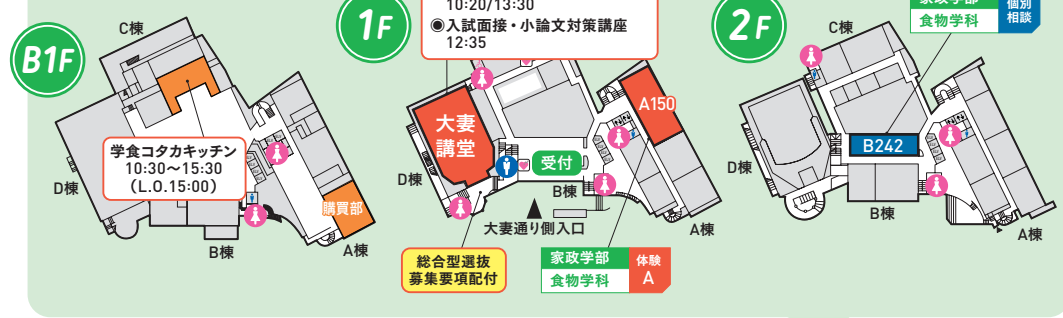 B1F
C棟
学食コタカキッチン
10:30〜15:30
（L.O.15:00）
D棟
購買部
B棟
A棟
1F
10:20/13:30
◉入試面接・小論文対策講座
12:35
大妻
講堂
A150
受付
D棟
B棟
大妻通り側入口
A棟
総合型選抜
募集要項配付
家政学部
食物学科
体験
A
2F
家政学部
食物学科
個別
相談
C棟
B242
D棟
B棟
A棟